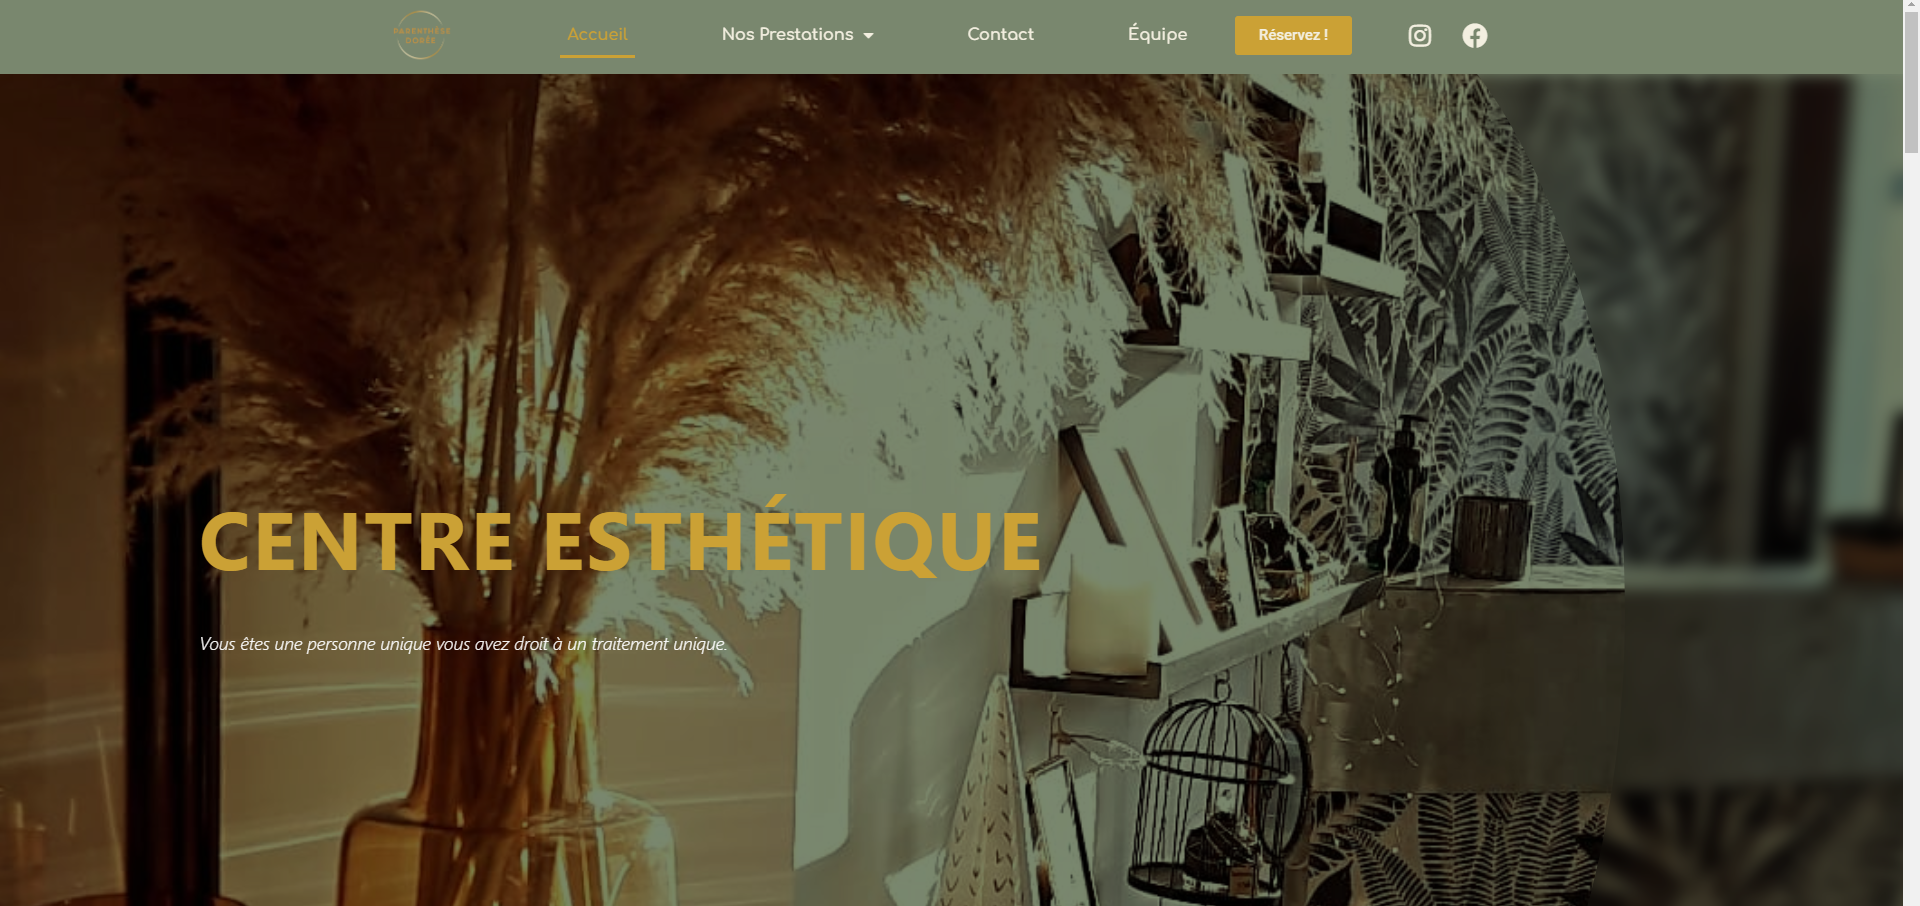 PARENTHÈSE
DORÉE
Accueil
Nos Prestations
Contact
Équipe
Réservez !
CENTRE ESTHÉTIQUE
Vous êtes une personne unique vous avez droit à un traitement unique.